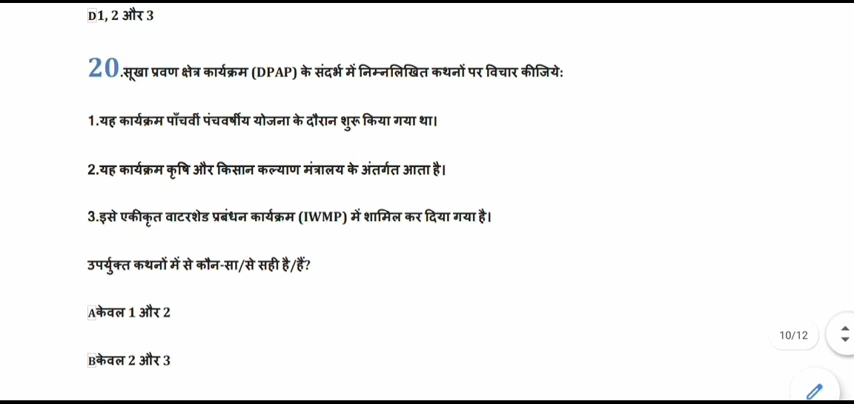 D1, 2 और 3
20.सूखा प्रवण क्षेत्र कार्यक्रम (DPAP) के संदर्भ में निम्नलिखित कथनों पर विचार कीजिये:
1.यह कार्यक्रम पाँचवीं पंचवर्षीय योजना के दौरान शुरू किया गया था।
2.यह कार्यक्रम कृषि और किसान कल्याण मंत्रालय के अंतर्गत आता है।
3.इसे एकीकृत वाटरशेड प्रबंधन कार्यक्रम (IWMP) में शामिल कर दिया गया है।
उपर्युक्त कथनों में से कौन-सा/से सही है/हैं?
Aकेवल 1 और 2
10/12
Bकेवल 2 और 3